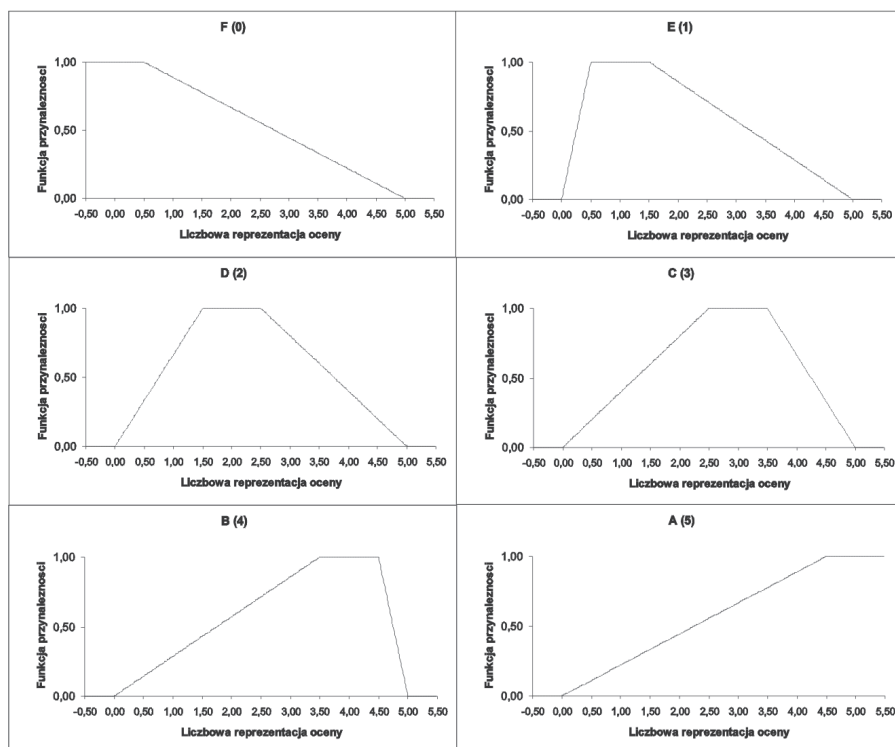 F (0)
1,00
0,50
0,00
Funkcja przynaleznosci
-0,50 0,00 0,50 1,00 1,50 2,00 2,50 3,00 3,50 4,00 4,50 5,00 5,50
Liczbowa reprezentacja oceny
E (1)
1,00
0,50
0,00
Funkcja przynaleznosci
-0,50 0,00 0,50 1,00 1,50 2,00 2,50 3,00 3,50 4,00 4,50 5,00 5,50
Liczbowa reprezentacja oceny
D (2)
1,00
0,50
0,00
Funkcja przynaleznosci
-0,50 0,00 0,50 1,00 1,50 2,00 2,50 3,00 3,50 4,00 4,50 5,00 5,50
Liczbowa reprezentacja oceny
C (3)
1,00
0,50
0,00
Funkcja przynaleznosci
-0,50 0,00 0,50 1,00 1,50 2,00 2,50 3,00 3,50 4,00 4,50 5,00 5,50
Liczbowa reprezentacja oceny
B (4)
1,00
0,50
0,00
Funkcja przynaleznosci
-0,50 0,00 0,50 1,00 1,50 2,00 2,50 3,00 3,50 4,00 4,50 5,00 5,50
Liczbowa reprezentacja oceny
A (5)
1,00
0,50
0,00
Funkcja przynaleznosci
-0,50 0,00 0,50 1,00 1,50 2,00 2,50 3,00 3,50 4,00 4,50 5,00 5,50
Liczbowa reprezentacja oceny